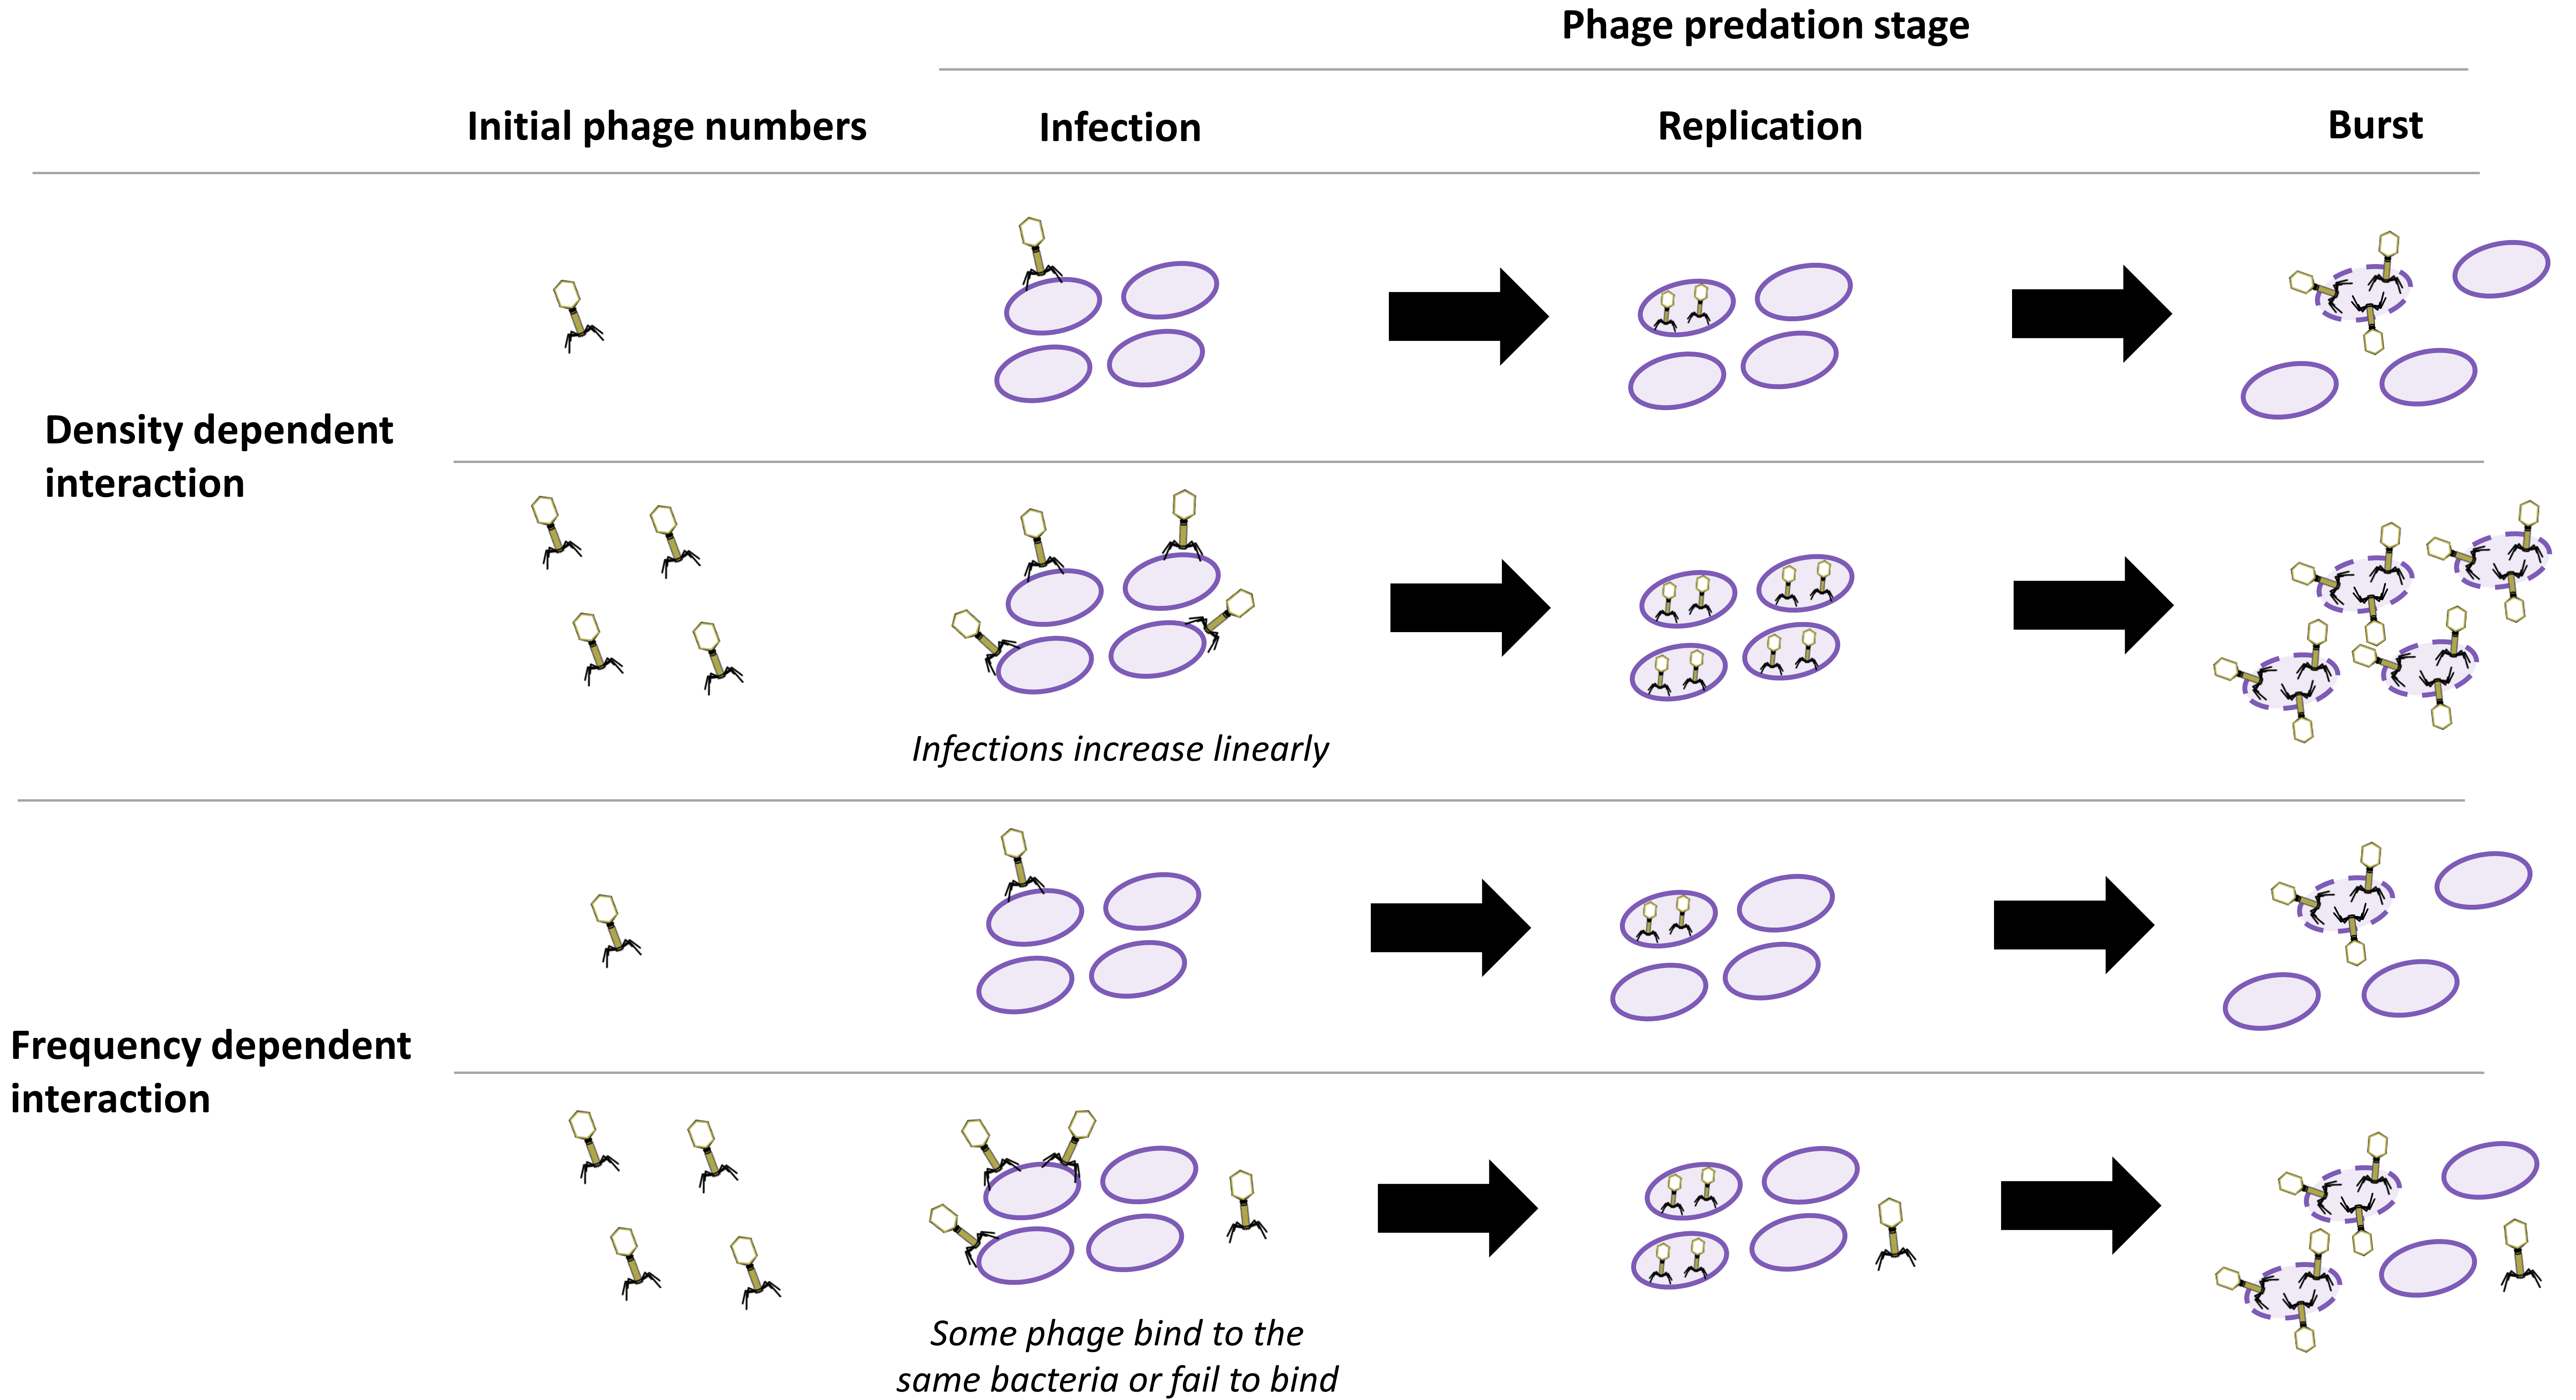 Phage predation stage
Initial phage numbers
Infection
Replication
Burst
Density dependent
interaction
Infections increase linearly
Frequency dependent
interaction
Some phage bind to the
same bacteria or fail to bind